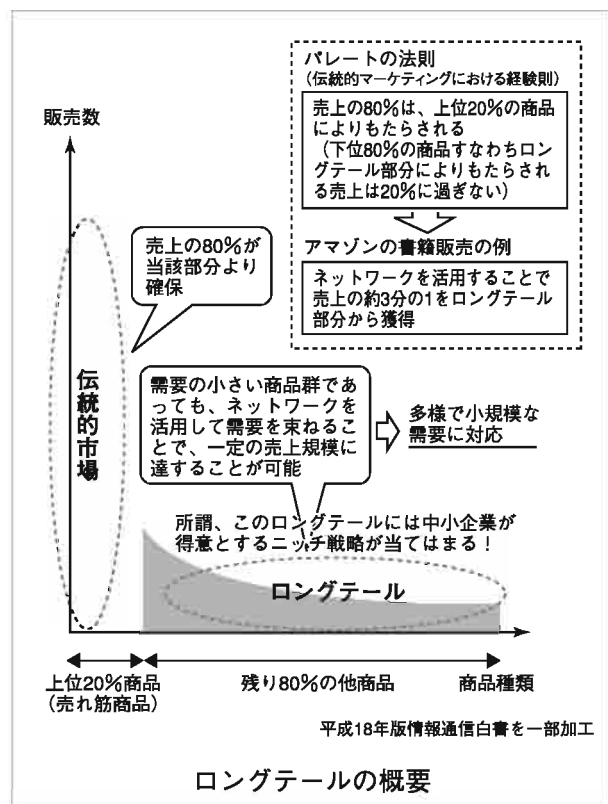 パレートの法則
（伝統的マーケティングにおける経験則）
売上の80％は、上位20％の商品
によりもたらされる
（下位80％の商品すなわちロン
グテール部分によりもたらされ
る売上は20％に過ぎない）
アマゾンの書籍販売の例
ネットワークを活用することで
売上の約3分の1をロングテール
部分から獲得
販売数
売上の80％が
当該部分より
確保
伝統的市場
需要の小さい商品群であ
っても、ネットワークを
活用して需要を束ねるこ
とで、一定の売上規模に
達することが可能
多様で小規模な
需要に対応
所謂、このロングテールには中小企業が
得意とするニッチ戦略が当てはまる！
ロングテール
上位20％商品
（売れ筋商品）
残り80％の他商品
商品種類
平成18年版情報通信白書を一部加工
ロングテールの概要